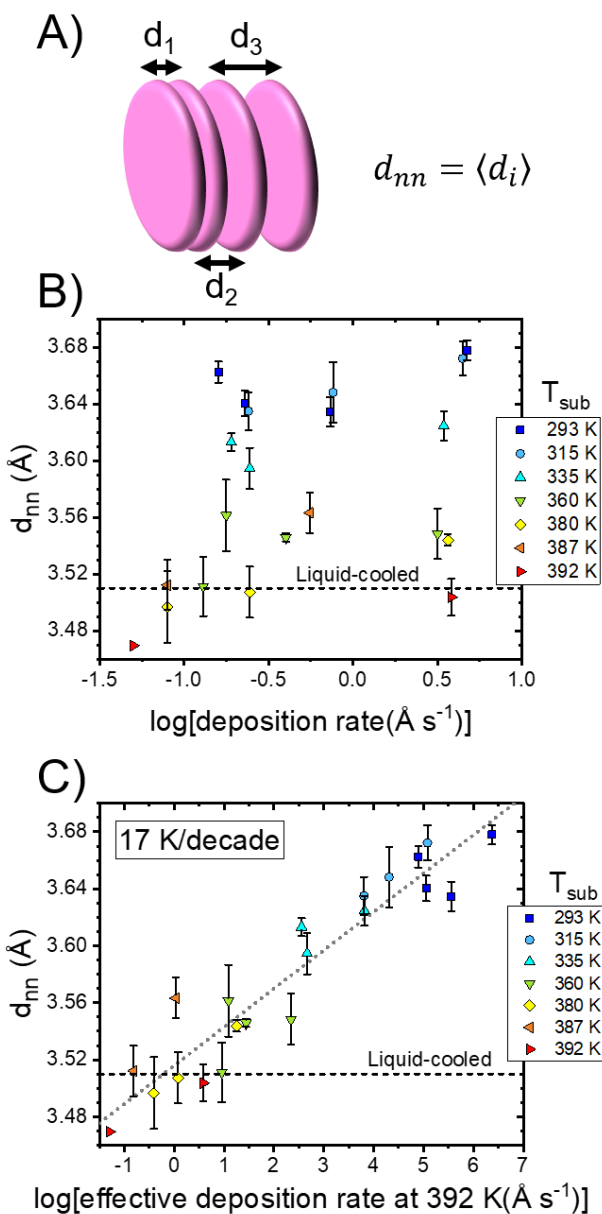 A)
d₁ d₃
dₙₙ = ⟨dᵢ⟩
d₂
B)
3.68
3.64
3.60
3.56
3.52
3.48
dₙₙ (Å)
Liquid-cooled
-1.5 -1.0 -0.5 0.0 0.5 1.0
log[deposition rate(Å s⁻¹)]
T_sub
293 K
315 K
335 K
360 K
380 K
387 K
392 K
C)
17 K/decade
3.68
3.64
3.60
3.56
3.52
3.48
dₙₙ (Å)
Liquid-cooled
-1 0 1 2 3 4 5 6 7
log[effective deposition rate at 392 K(Å s⁻¹)]
T_sub
293 K
315 K
335 K
360 K
380 K
387 K
392 K